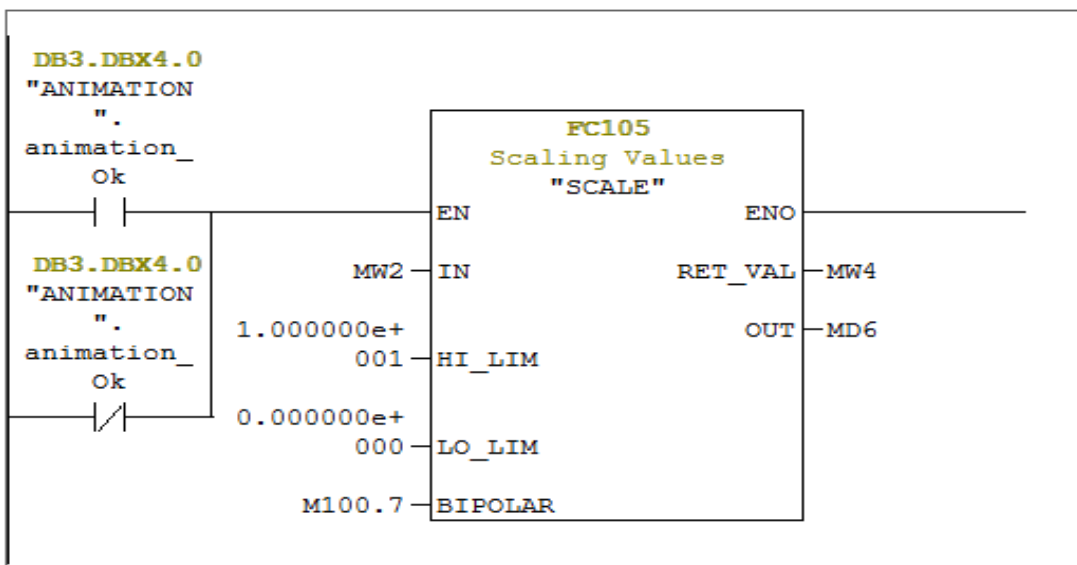 DB3.DBX4.0
"ANIMATION
".
animation_
Ok
FC105
Scaling Values
"SCALE"
EN
ENO
DB3.DBX4.0
"ANIMATION
".
animation_
Ok
MW2
IN
RET_VAL
MW4
1.000000e+
001
HI_LIM
OUT
MD6
0.000000e+
000
LO_LIM
M100.7
BIPOLAR